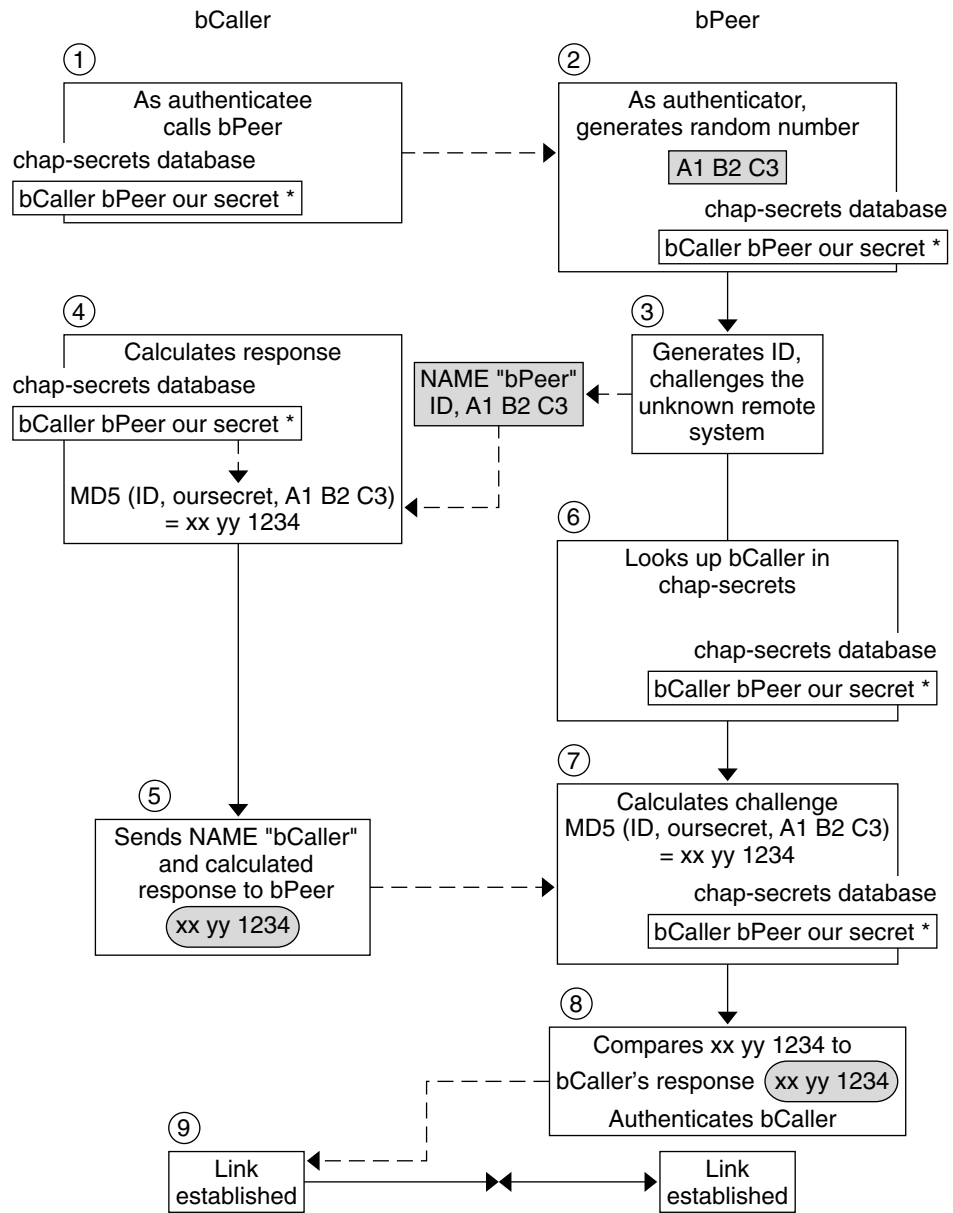 bCaller
bPeer
1
As authenticatee
calls bPeer
chap-secrets database
bCaller bPeer our secret *
2
As authenticator,
generates random number
A1 B2 C3
chap-secrets database
bCaller bPeer our secret *
3
Generates ID,
challenges the
unknown remote
system
NAME "bPeer"
ID, A1 B2 C3
4
Calculates response
chap-secrets database
bCaller bPeer our secret *
MD5 (ID, oursecret, A1 B2 C3)
= xx yy 1234
5
Sends NAME "bCaller"
and calculated
response to bPeer
xx yy 1234
6
Looks up bCaller in
chap-secrets
chap-secrets database
bCaller bPeer our secret *
7
Calculates challenge
MD5 (ID, oursecret, A1 B2 C3)
= xx yy 1234
chap-secrets database
bCaller bPeer our secret *
8
Compares xx yy 1234 to
bCaller's response xx yy 1234
Authenticates bCaller
9
Link
established
Link
established